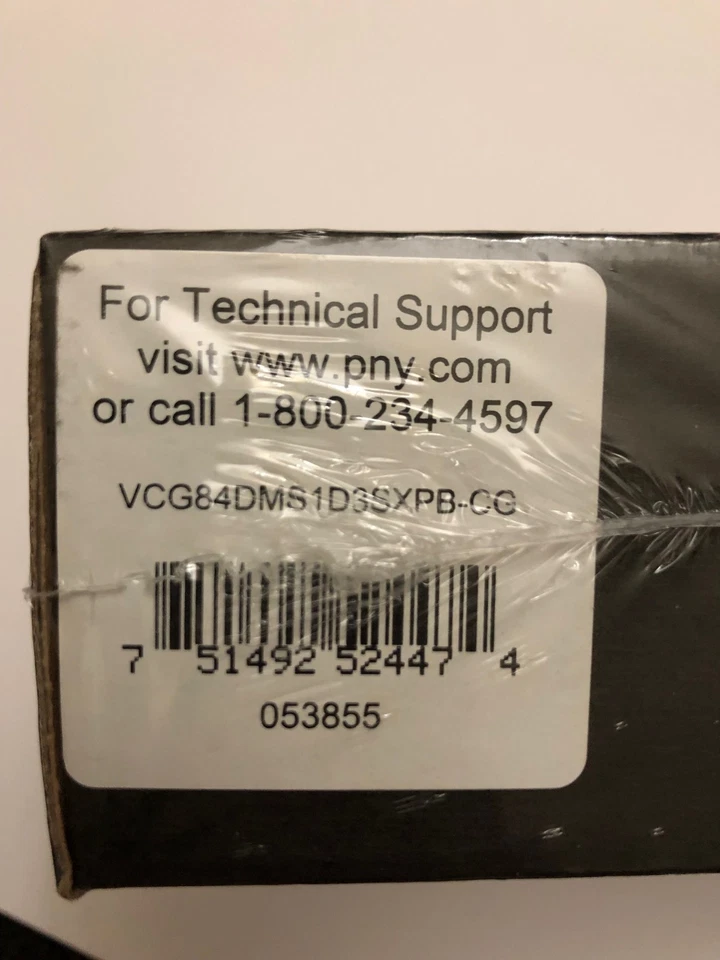 For Technical Support
visit www.pny.com
or call 1-800-234-4597
VCG84DMS1D3SXPB-CG
7 51492 52447 4
053855